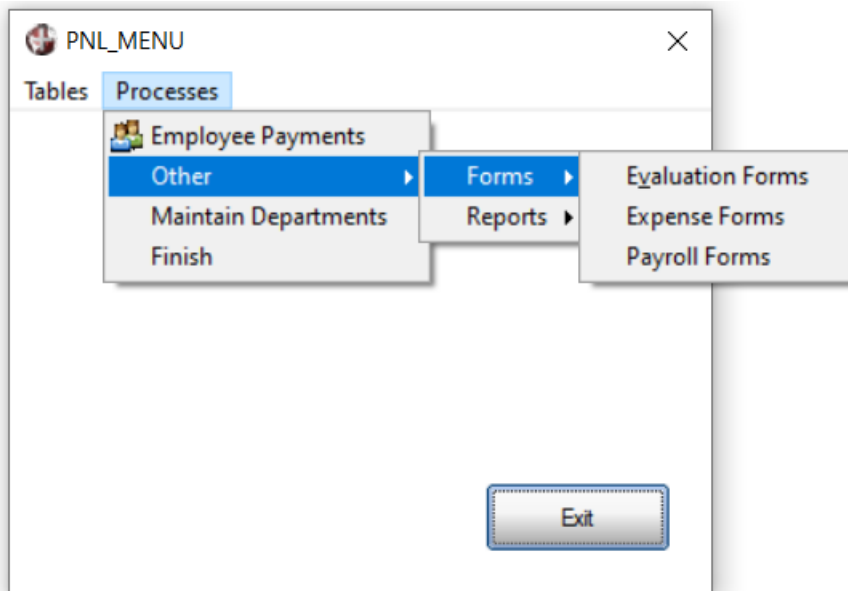 PNL_MENU
Tables Processes
Employee Payments
Other Forms Evaluation Forms
Maintain Departments Reports Expense Forms
Finish Payroll Forms
Exit